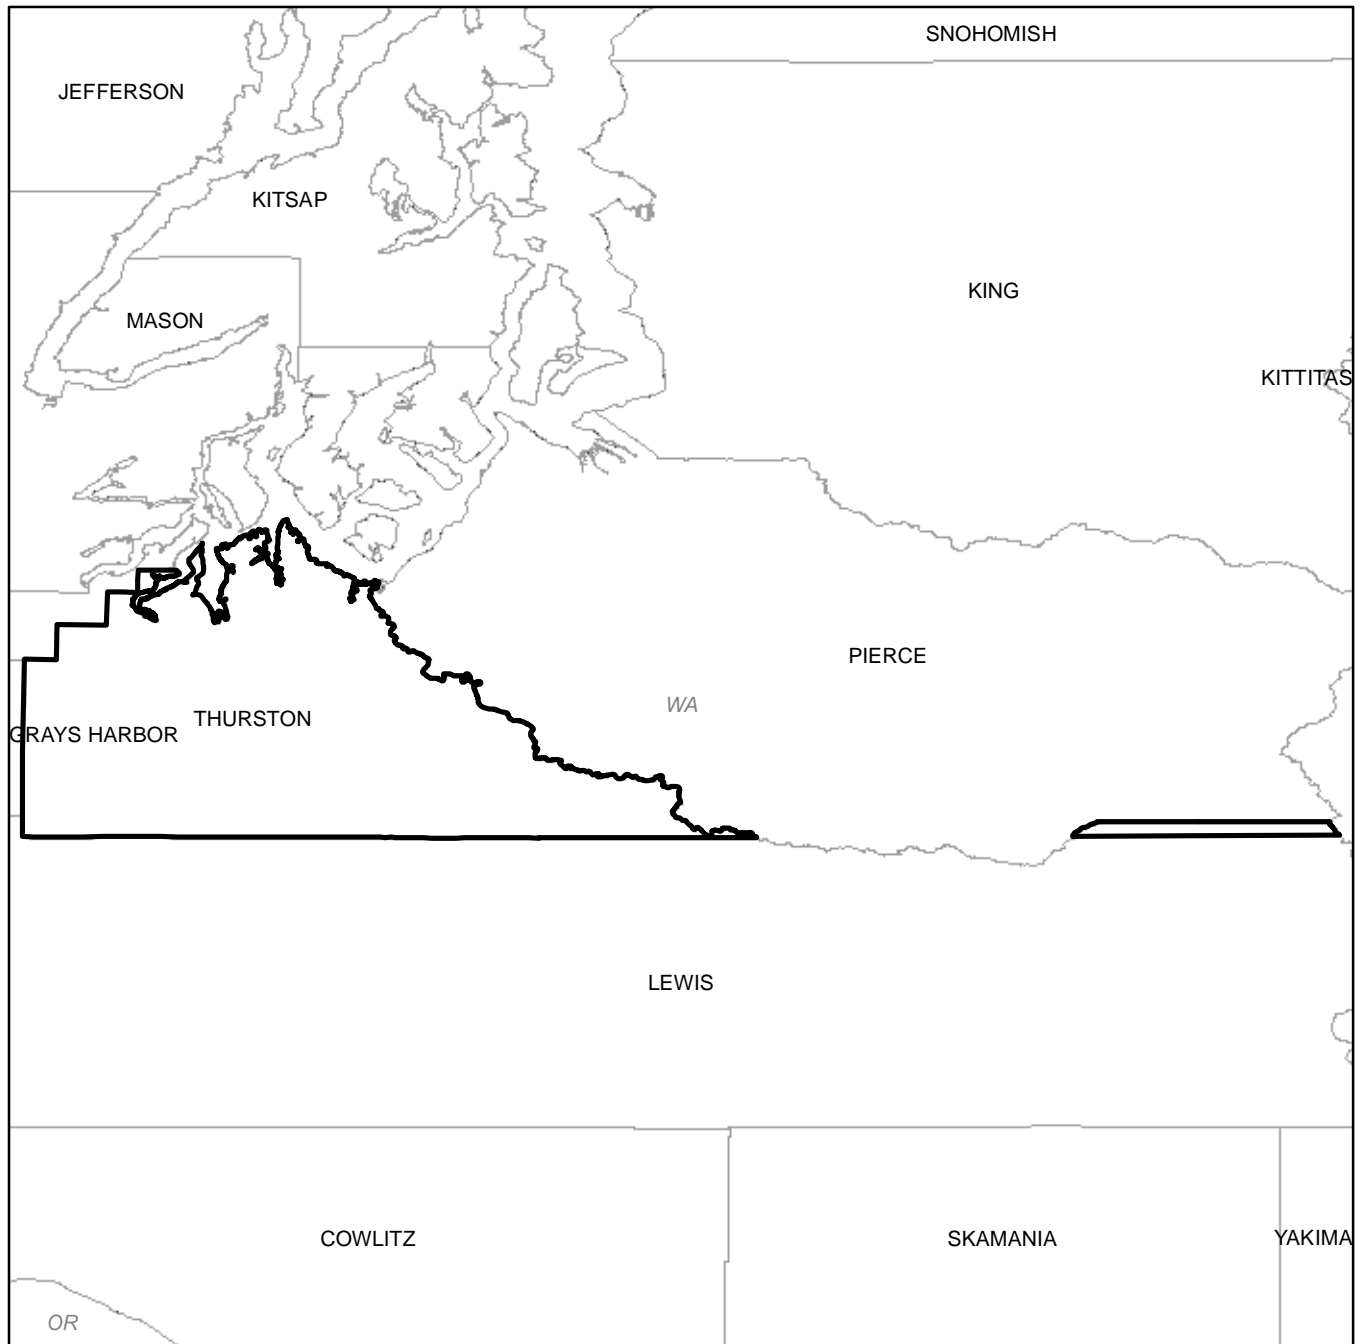 SNOHOMISH
JEFFERSON
KITSAP
KING
MASON
KITTITAS
PIERCE
WA
THURSTON
GRAYS HARBOR
LEWIS
COWLITZ
SKAMANIA
YAKIMA
OR